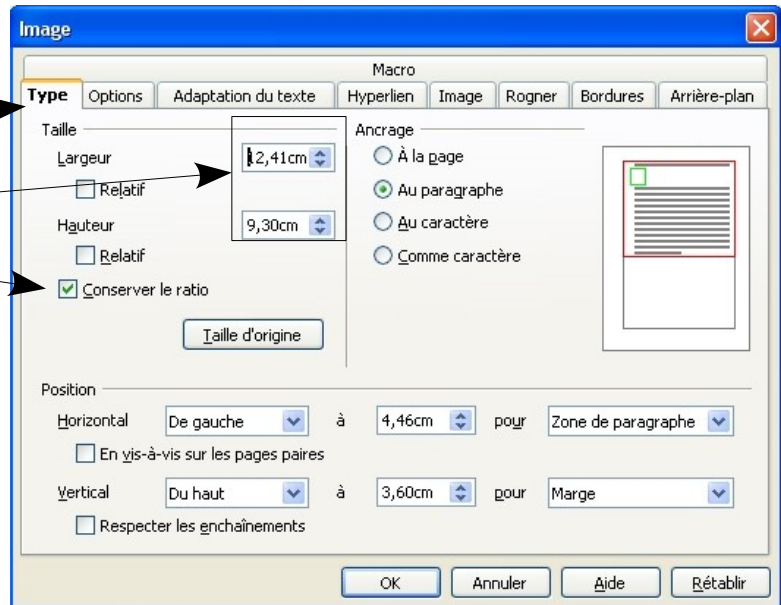 Image
Macro
Type Options Adaptation du texte Hyperlien Image Rogner Bordures Arrière-plan
Taille Ancrage
Largeur 12,41cm À la page
Relatif Au paragraphe
Hauteur 9,30cm Au caractère
Relatif Comme caractère
Conserver le ratio
Taille d'origine
Position
Horizontal De gauche à 4,46cm pour Zone de paragraphe
En vis-à-vis sur les pages paires
Vertical Du haut à 3,60cm pour Marge
Respecter les enchaînements
OK Annuler Aide Rétablir